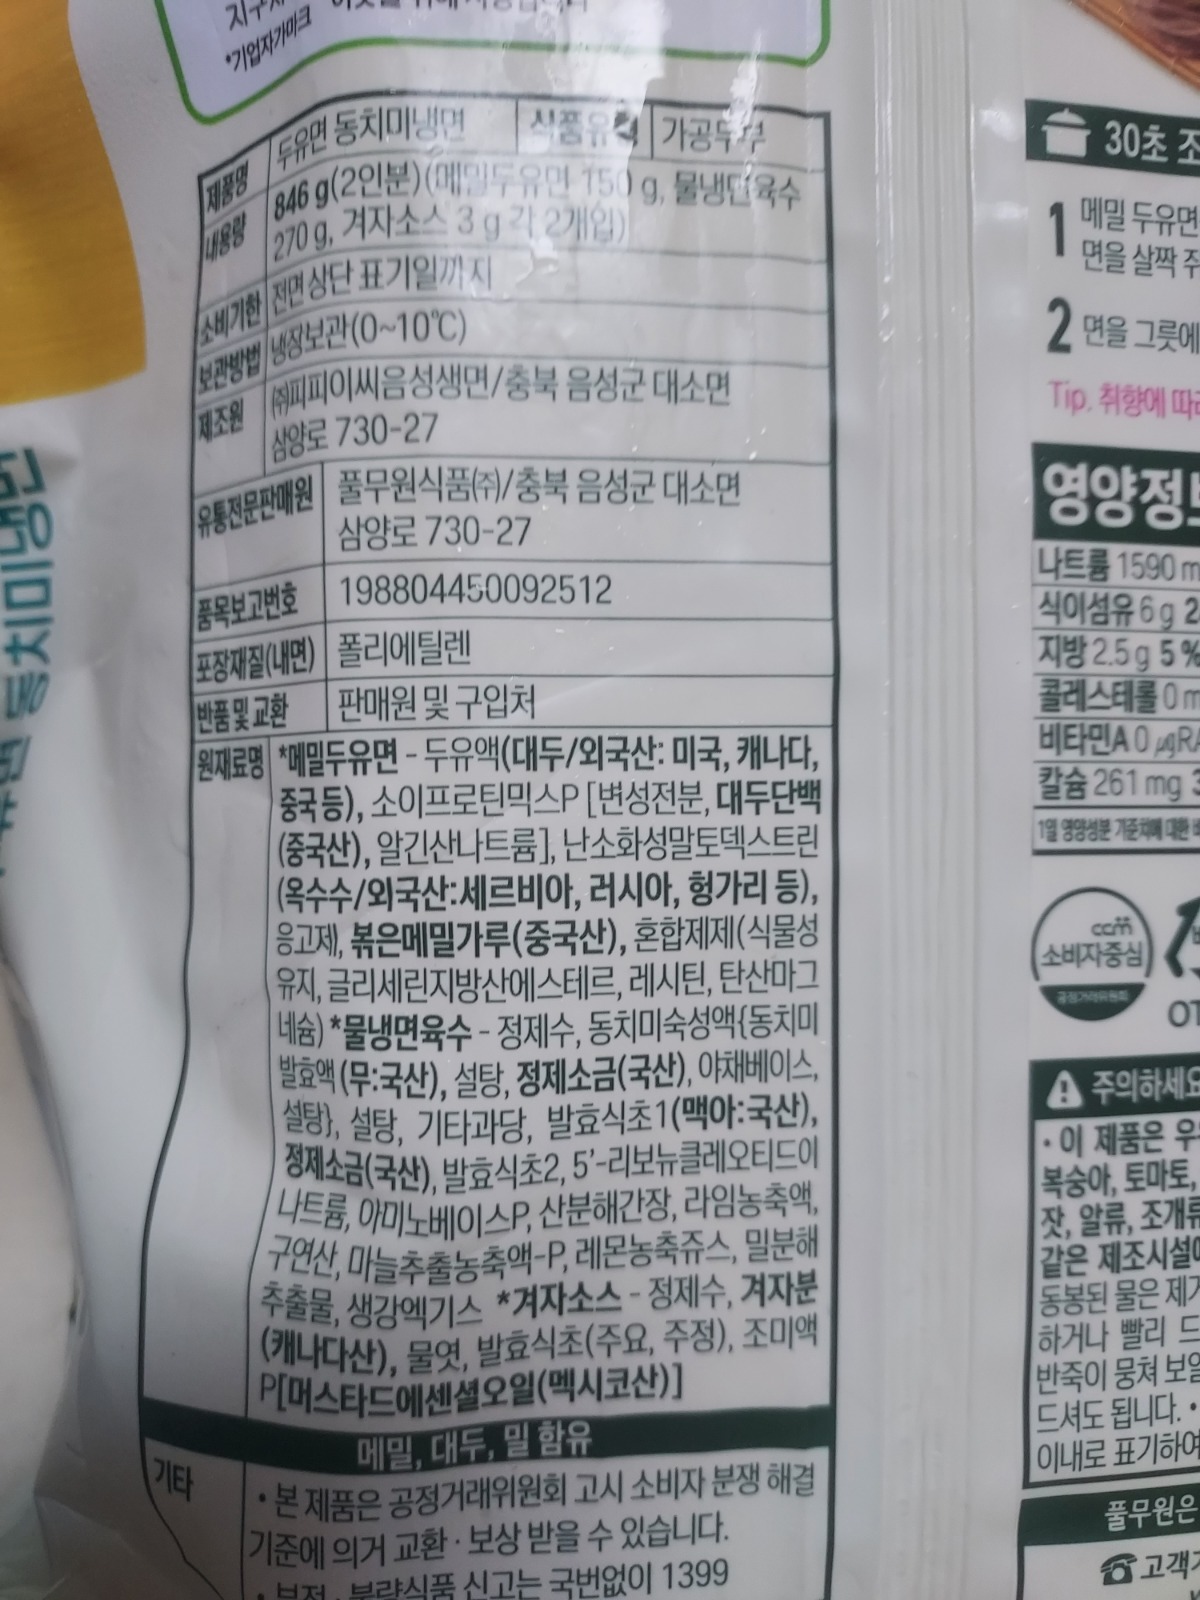 *기업자가마크
제품명 두유면 동치미냉면 식품유형 가공두부
내용량 846 g(2인분)(메밀두유면 150 g, 물냉면육수
270 g, 겨자소스 3 g 각 2개입)
소비기한 전면 상단 표기일까지
보관방법 냉장보관(0~10℃)
제조원 ㈜피피이씨음성생면/충북 음성군 대소면
삼양로 730-27
유통전문판매원 풀무원식품㈜/충북 음성군 대소면
삼양로 730-27
품목보고번호 198804450092512
포장재질(내면) 폴리에틸렌
반품 및 교환 판매원 및 구입처
원재료명 *메밀두유면 - 두유액(대두/외국산: 미국, 캐나다,
중국 등), 소이프로틴믹스P [변성전분, 대두단백
(중국산), 알긴산나트륨], 난소화성말토덱스트린
(옥수수/외국산:세르비아, 러시아, 헝가리 등),
응고제, 볶은메밀가루(중국산), 혼합제제(식물성
유지, 글리세린지방산에스테르, 레시틴, 탄산마그
네슘) *물냉면육수 - 정제수, 동치미숙성액{동치미
발효액 (무:국산), 설탕, 정제소금(국산), 야채베이스,
설탕}, 설탕, 기타과당, 발효식초1(맥아:국산),
정제소금(국산), 발효식초2, 5’-리보뉴클레오티드이
나트륨, 아미노베이스P, 산분해간장, 라임농축액,
구연산, 마늘추출농축액-P, 레몬농축쥬스, 밀분해
추출물, 생강엑기스 *겨자소스 - 정제수, 겨자분
(캐나다산), 물엿, 발효식초(주요, 주정), 조미액
P[머스타드에센셜오일(멕시코산)]
메밀, 대두, 밀 함유
기타 • 본 제품은 공정거래위원회 고시 소비자 분쟁 해결
기준에 의거 교환 · 보상 받을 수 있습니다.
불량식품 신고는 국번없이 1399
동치미냉면
30초 조
1 메밀 두유면
면을 살짝
2 면을 그릇에
Tip. 취향에 따
영양정
나트륨 1590 m
식이섬유 6 g 2
지방 2.5 g 5 %
콜레스테롤 0 m
비타민A 0 μgRA
칼슘 261 mg 3
1일 영양성분 기준치에 대한
ccm
소비자중심
공정거래위원회
OT
주의하세요
• 이 제품은 우
복숭아, 토마토,
잣, 알류, 조개류
같은 제조시설
동봉된 물은 제거
하거나 빨리 드
반죽이 뭉쳐 보일
드셔도 됩니다. •
이내로 표기하여
풀무원은
고객기